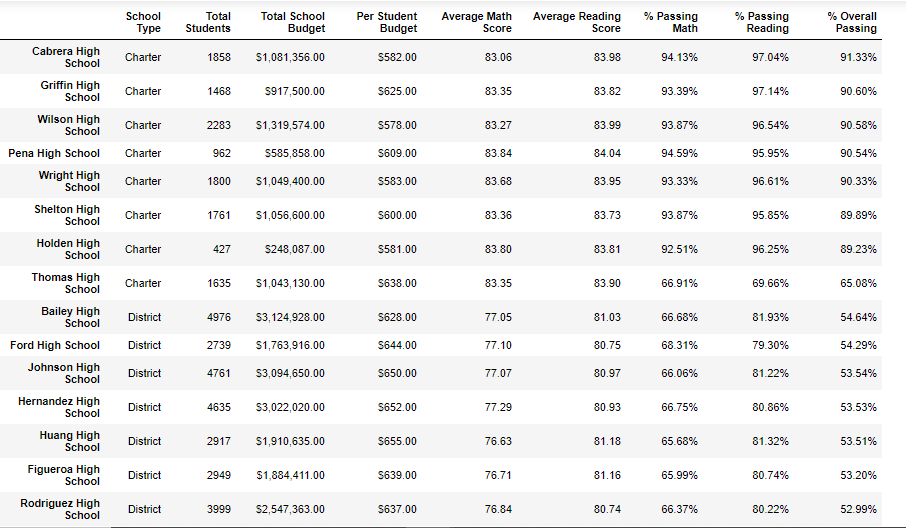 School Type Total Students Total School Budget Per Student Budget Average Math Score Average Reading Score % Passing Math % Passing Reading % Overall Passing
Cabrera High School Charter 1858 $1,081,356.00 $582.00 83.06 83.98 94.13% 97.04% 91.33%
Griffin High School Charter 1468 $917,500.00 $625.00 83.35 83.82 93.39% 97.14% 90.60%
Wilson High School Charter 2283 $1,319,574.00 $578.00 83.27 83.99 93.87% 96.54% 90.58%
Pena High School Charter 962 $585,858.00 $609.00 83.84 84.04 94.59% 95.95% 90.54%
Wright High School Charter 1800 $1,049,400.00 $583.00 83.68 83.95 93.33% 96.61% 90.33%
Shelton High School Charter 1761 $1,056,600.00 $600.00 83.36 83.73 93.87% 95.85% 89.89%
Holden High School Charter 427 $248,087.00 $581.00 83.80 83.81 92.51% 96.25% 89.23%
Thomas High School Charter 1635 $1,043,130.00 $638.00 83.35 83.90 66.91% 69.66% 65.08%
Bailey High School District 4976 $3,124,928.00 $628.00 77.05 81.03 66.68% 81.93% 54.64%
Ford High School District 2739 $1,763,916.00 $644.00 77.10 80.75 68.31% 79.30% 54.29%
Johnson High School District 4761 $3,094,650.00 $650.00 77.07 80.97 66.06% 81.22% 53.54%
Hernandez High School District 4635 $3,022,020.00 $652.00 77.29 80.93 66.75% 80.86% 53.53%
Huang High School District 2917 $1,910,635.00 $655.00 76.63 81.18 65.68% 81.32% 53.51%
Figueroa High School District 2949 $1,884,411.00 $639.00 76.71 81.16 65.99% 80.74% 53.20%
Rodriguez High School District 3999 $2,547,363.00 $637.00 76.84 80.74 66.37% 80.22% 52.99%